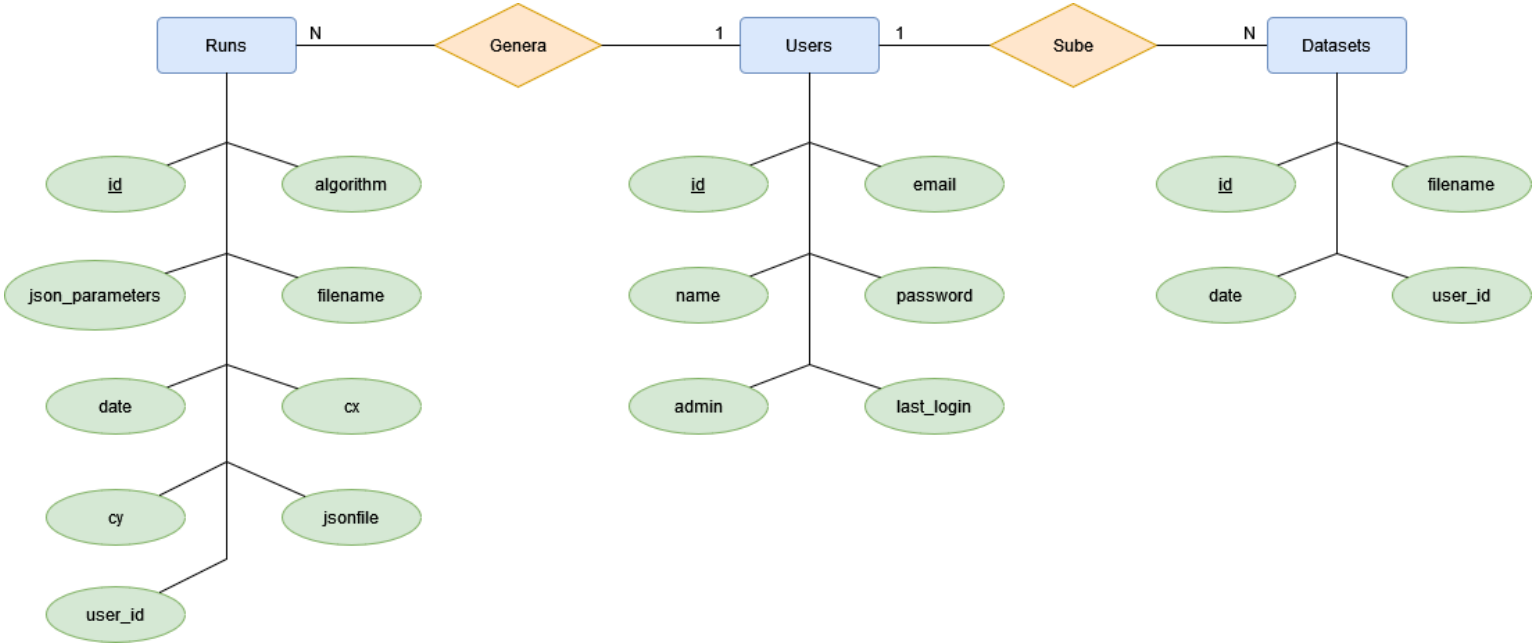 Runs N Genera 1 Users 1 Sube N Datasets
id algorithm id email id filename
json_parameters filename name password date user_id
date cx admin last_login
cy jsonfile
user_id